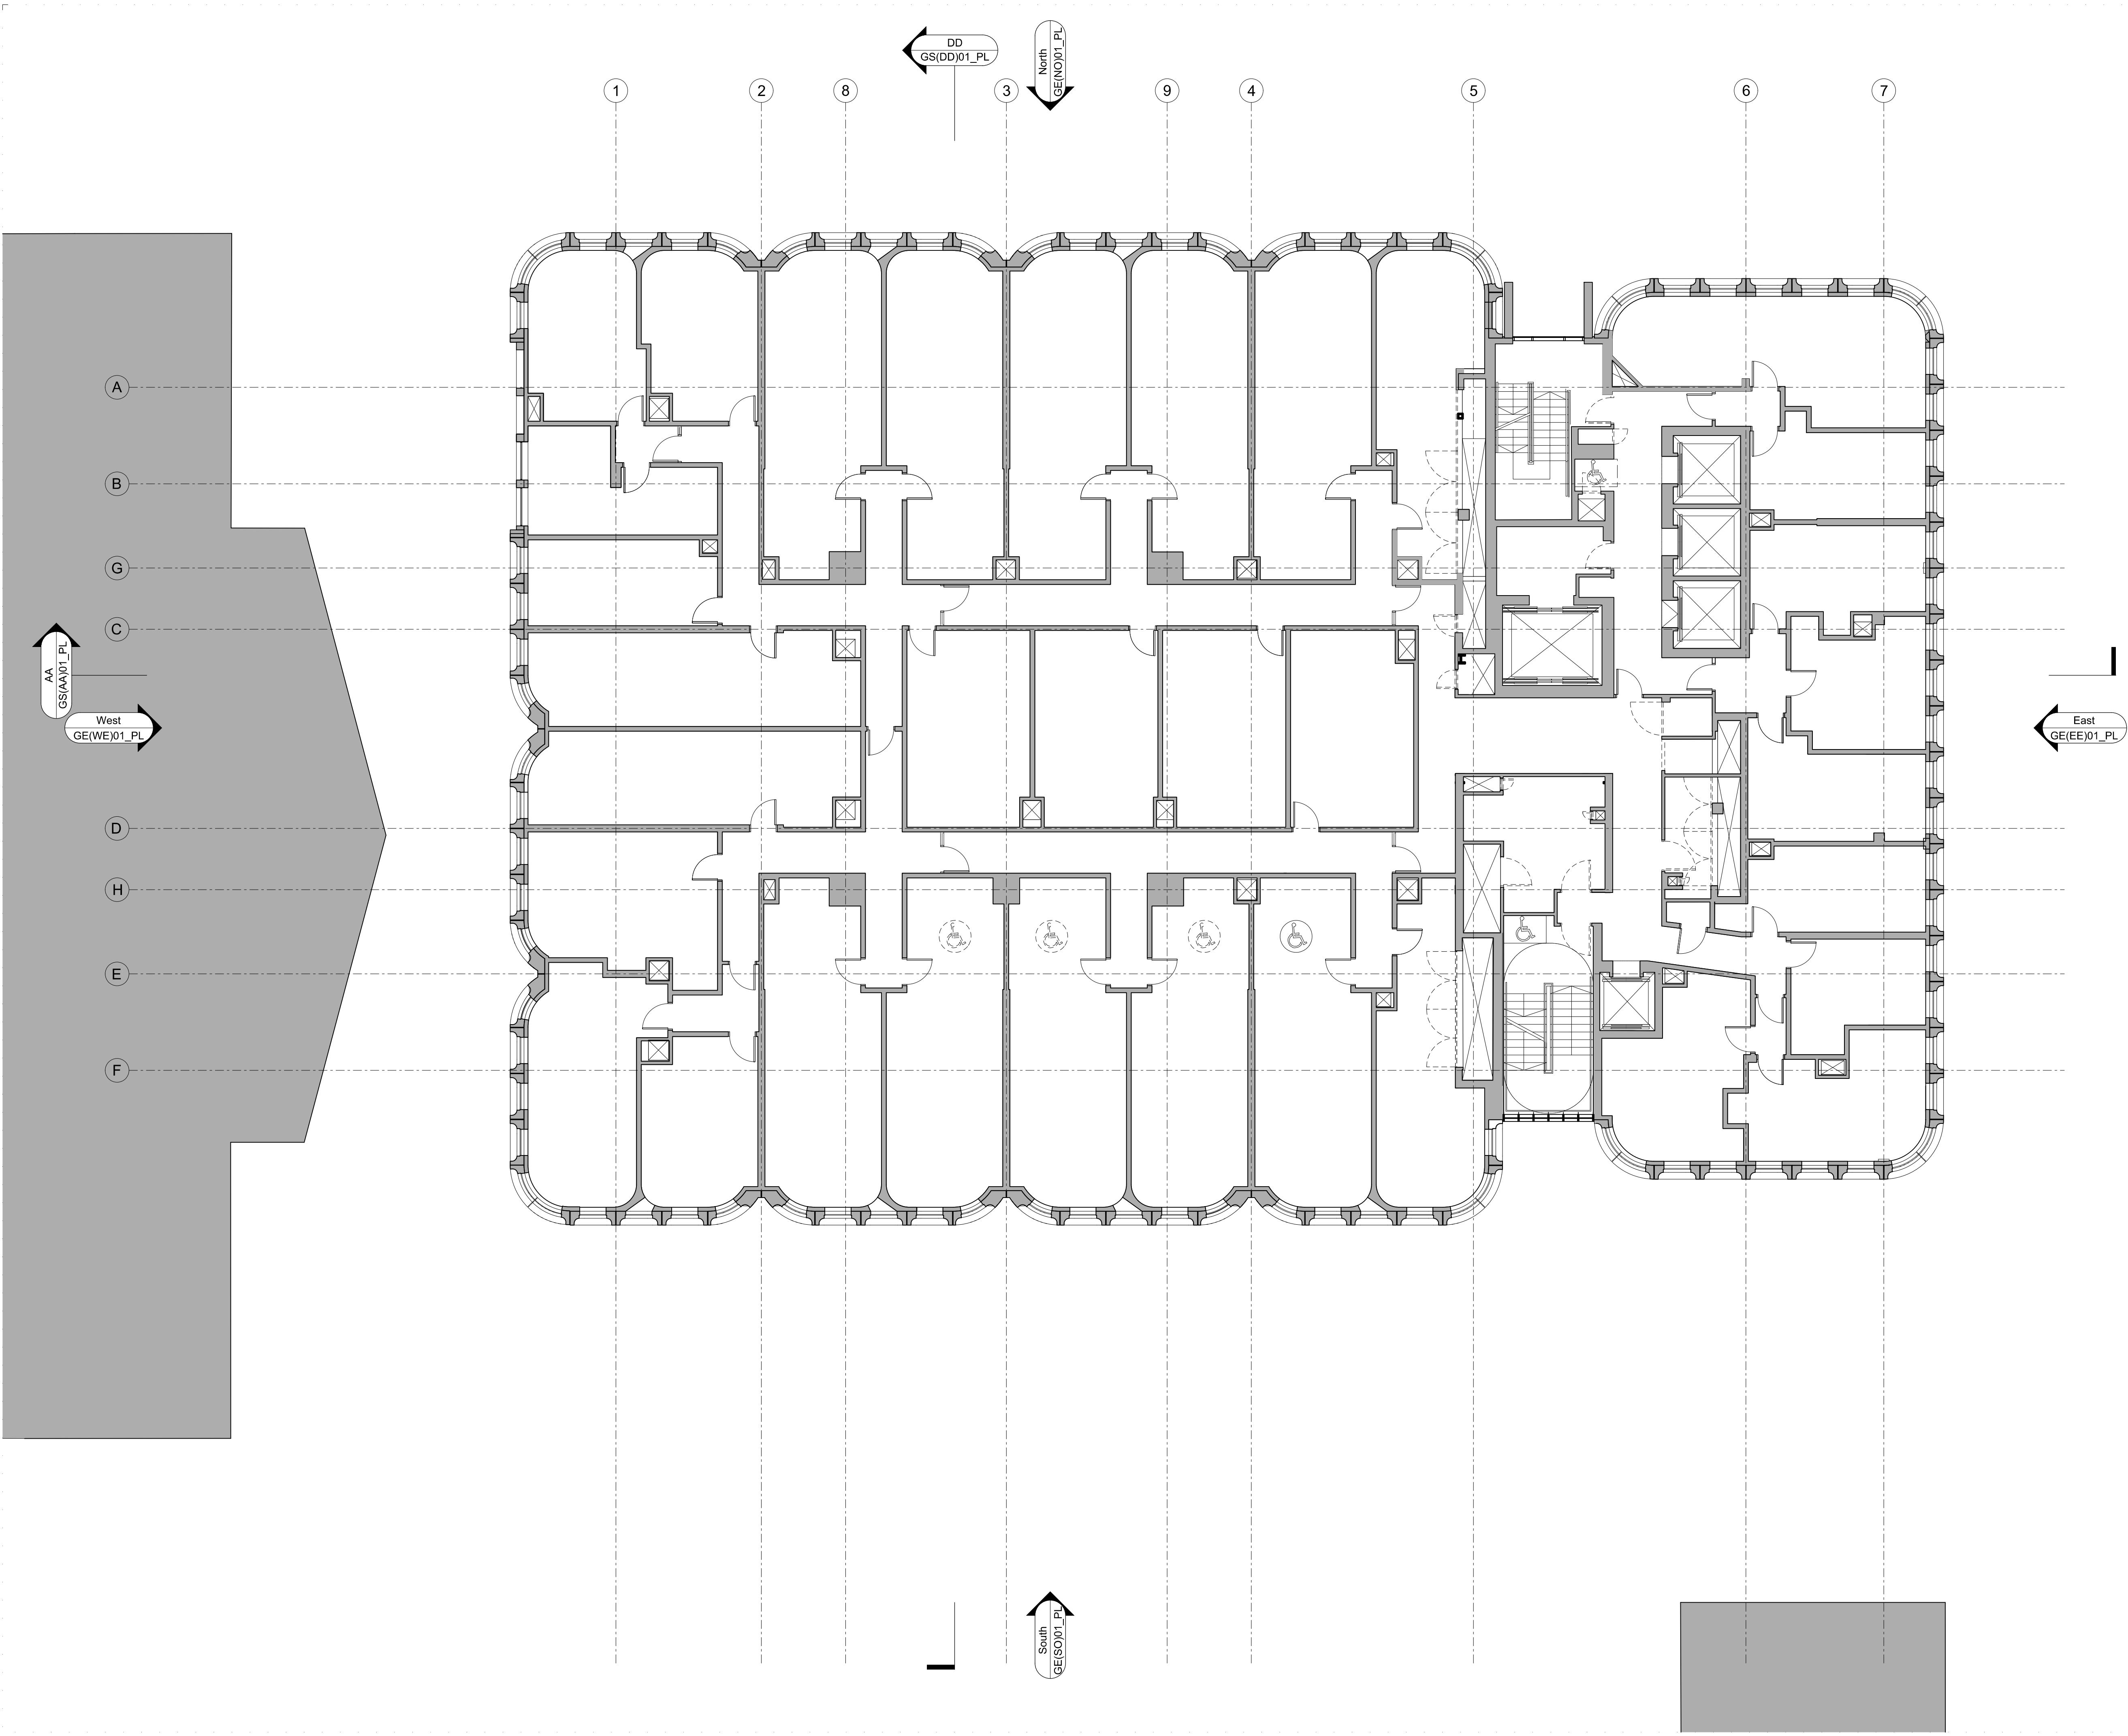 DD
GS(DD)01_PL
North
GE(NO)01_PL
1
2
8
3
9
4
5
6
7
A
B
G
C
AA
GS(AA)01_PL
West
GE(WE)01_PL
East
GE(EE)01_PL
D
H
E
F
South
GE(SO)01_PL